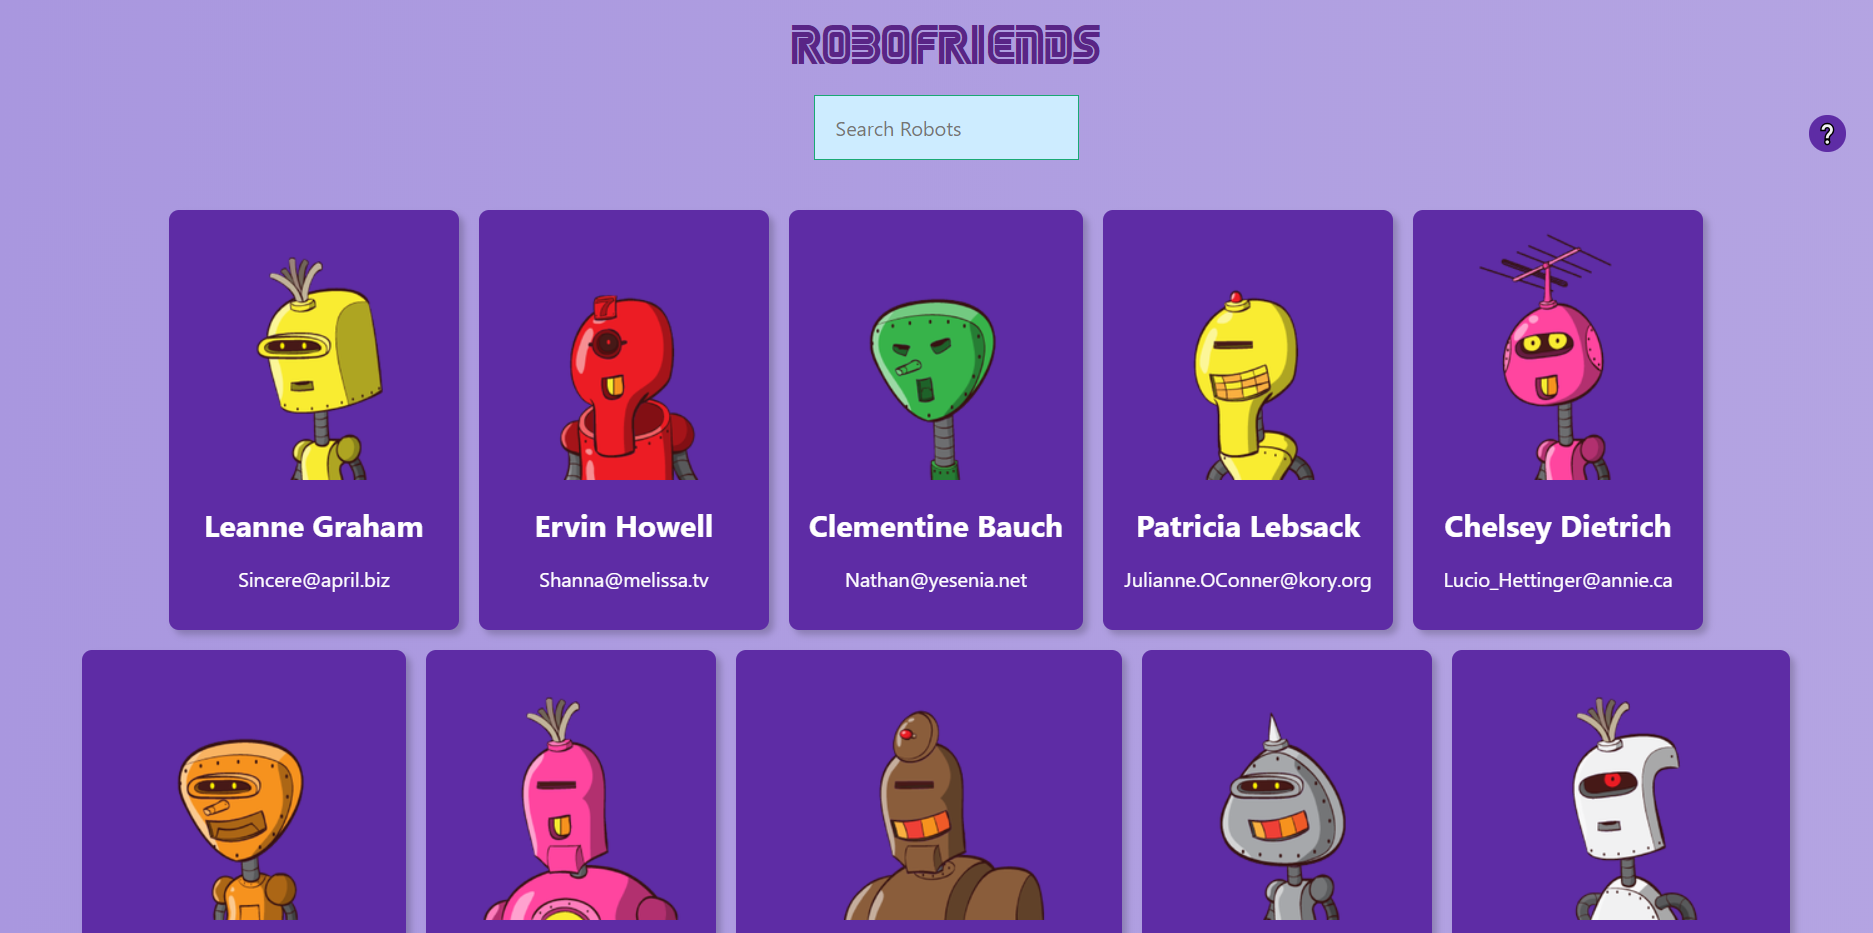 ROBOFRIENDS
Search Robots
?
7
Leanne Graham
Ervin Howell
Clementine Bauch
Patricia Lebsack
Chelsey Dietrich
Sincere@april.biz
Shanna@melissa.tv
Nathan@yesenia.net
Julianne.OConner@kory.org
Lucio_Hettinger@annie.ca